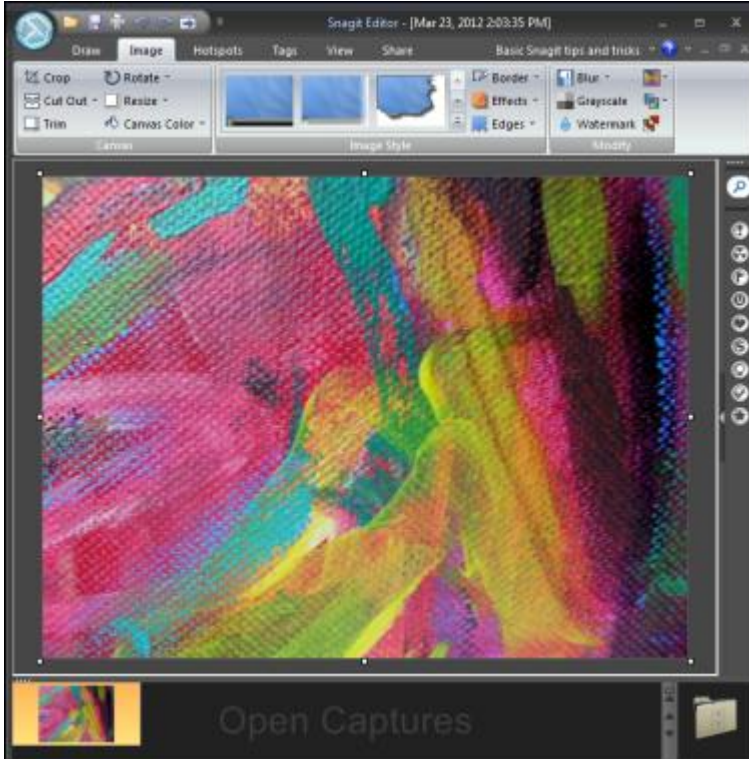 Snagit Editor - [Mar 23, 2012 2:03:35 PM]
Draw Image Hotspots Tags View Share Basic Snagit tips and tricks
Crop Rotate Border Blur
Cut Out Resize Effects Grayscale
Trim Canvas Color Edges Watermark
Canvas Image Style Modify
Open Captures